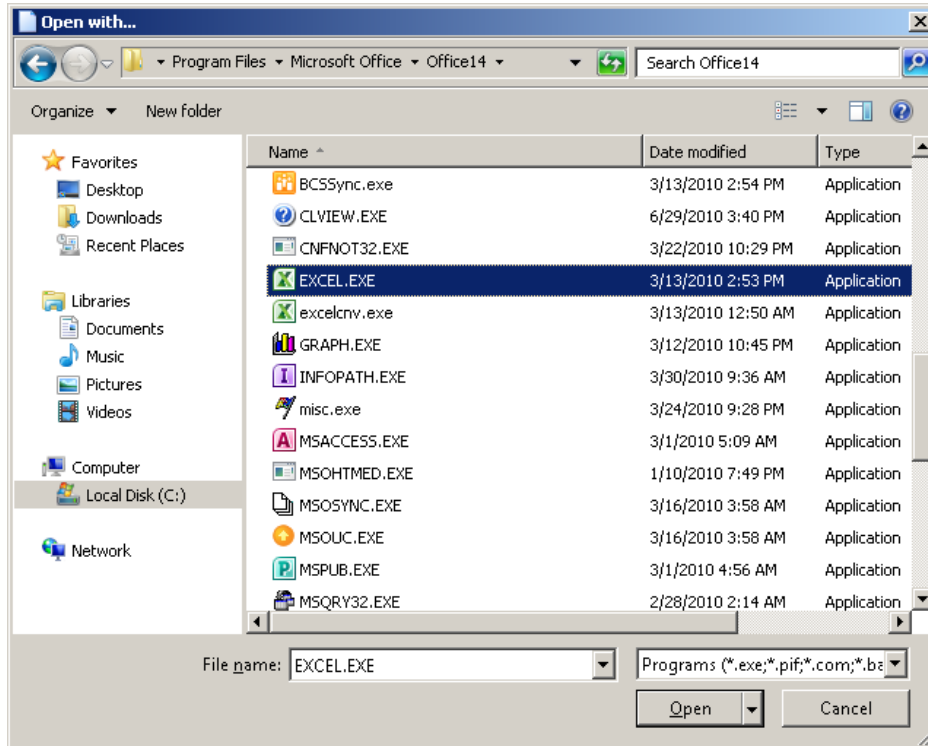 Open with...
Program Files Microsoft Office Office14
Search Office14
Organize New folder
Favorites
Desktop
Downloads
Recent Places
Libraries
Documents
Music
Pictures
Videos
Computer
Local Disk (C:)
Network
Name Date modified Type
BCSSync.exe 3/13/2010 2:54 PM Application
CLVIEW.EXE 6/29/2010 3:40 PM Application
CNFNOT32.EXE 3/22/2010 10:29 PM Application
EXCEL.EXE 3/13/2010 2:53 PM Application
excelcnv.exe 3/13/2010 12:50 AM Application
GRAPH.EXE 3/12/2010 10:45 PM Application
INFOPATH.EXE 3/30/2010 9:36 AM Application
misc.exe 3/24/2010 9:28 PM Application
MSACCESS.EXE 3/1/2010 5:09 AM Application
MSOHTMED.EXE 1/10/2010 7:49 PM Application
MSOSYNC.EXE 3/16/2010 3:58 AM Application
MSOUC.EXE 3/16/2010 3:58 AM Application
MSPUB.EXE 3/1/2010 4:56 AM Application
MSQRY32.EXE 2/28/2010 2:14 AM Application
File name: EXCEL.EXE
Programs (*.exe;*.pif;*.com;*.ba
Open Cancel